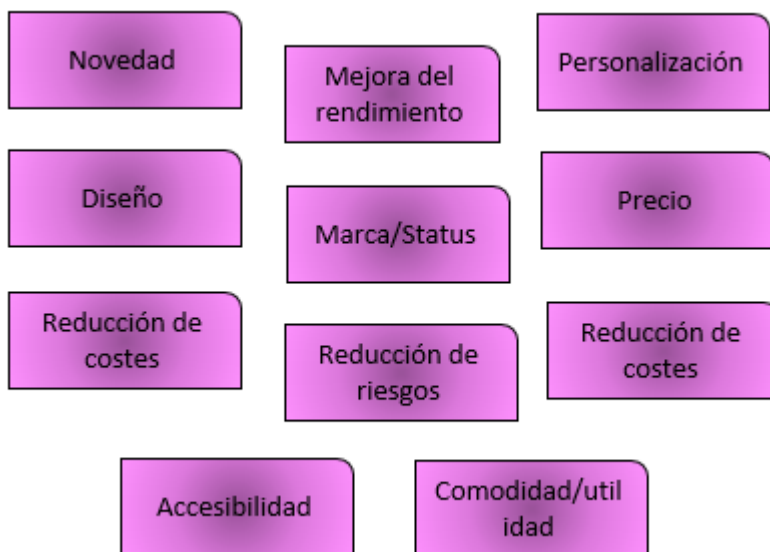 Novedad
Mejora del
rendimiento
Personalización
Diseño
Marca/Status
Precio
Reducción de
costes
Reducción de
riesgos
Reducción de
costes
Accesibilidad
Comodidad/util
idad